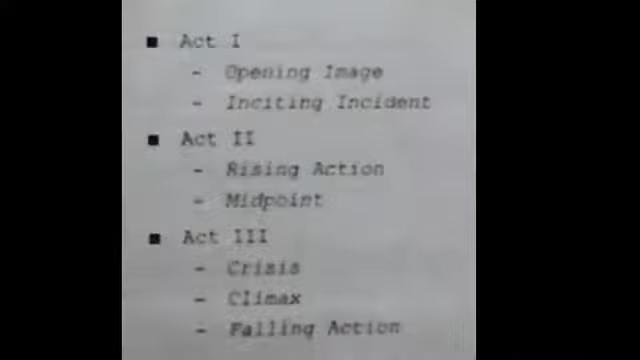 ■ Act I
- Opening Image
- Inciting Incident
■ Act II
- Rising Action
- Midpoint
■ Act III
- Crisis
- Climax
- Falling Action